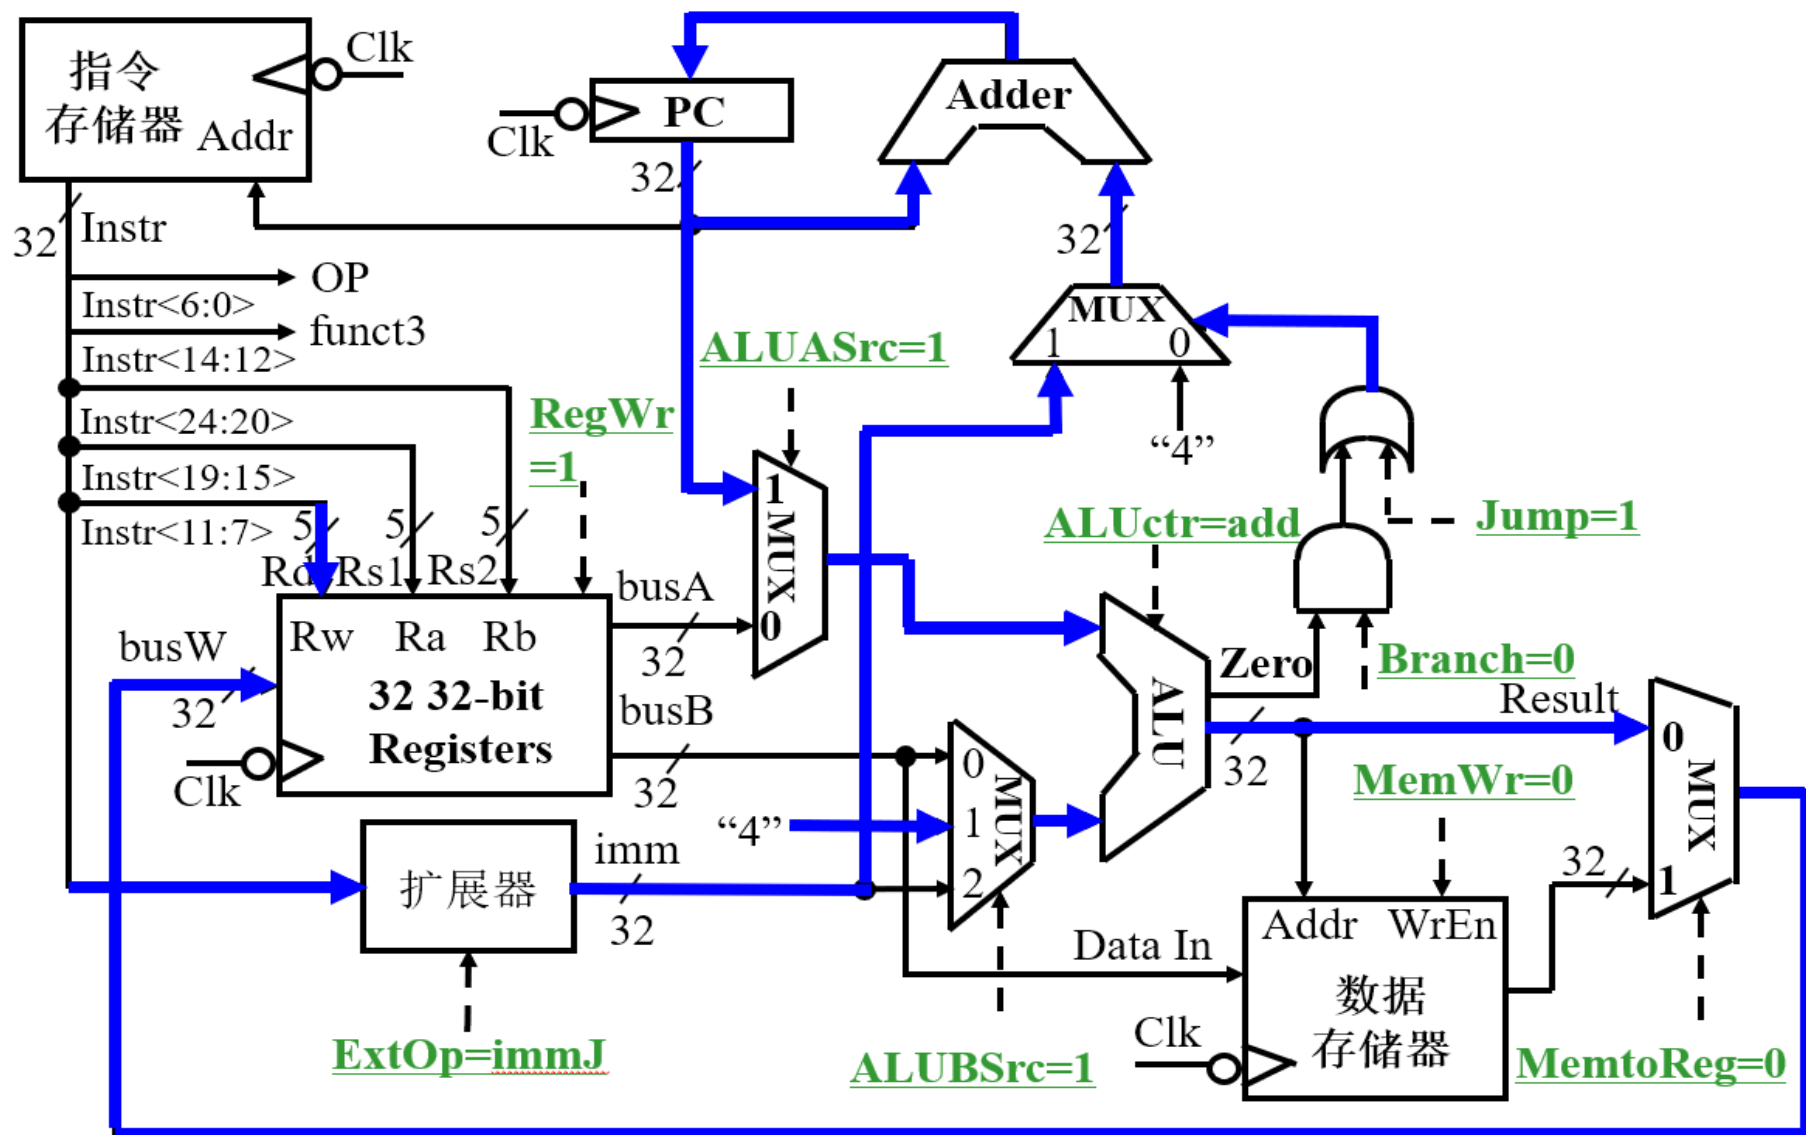 指令
存储器
Addr
Clk
Clk
PC
32
Adder
32
Instr
32
OP
Instr<6:0>
funct3
Instr<14:12>
Instr<24:20>
Instr<19:15>
Instr<11:7>
MUX
1
0
“4”
ALUASrc=1
RegWr
=1
5
5
5
Rd
Rs1
Rs2
1
MUX
0
ALUctr=add
Jump=1
busW
32
Rw
Ra
Rb
32 32-bit
Registers
Clk
busA
32
busB
32
Zero
Branch=0
Result
ALU
32
MemWr=0
0
MUX
1
“4”
0
1
2
MUX
扩展器
imm
32
32
Addr
WrEn
Data In
数据
存储器
Clk
ExtOp=immJ
ALUBSrc=1
MemtoReg=0